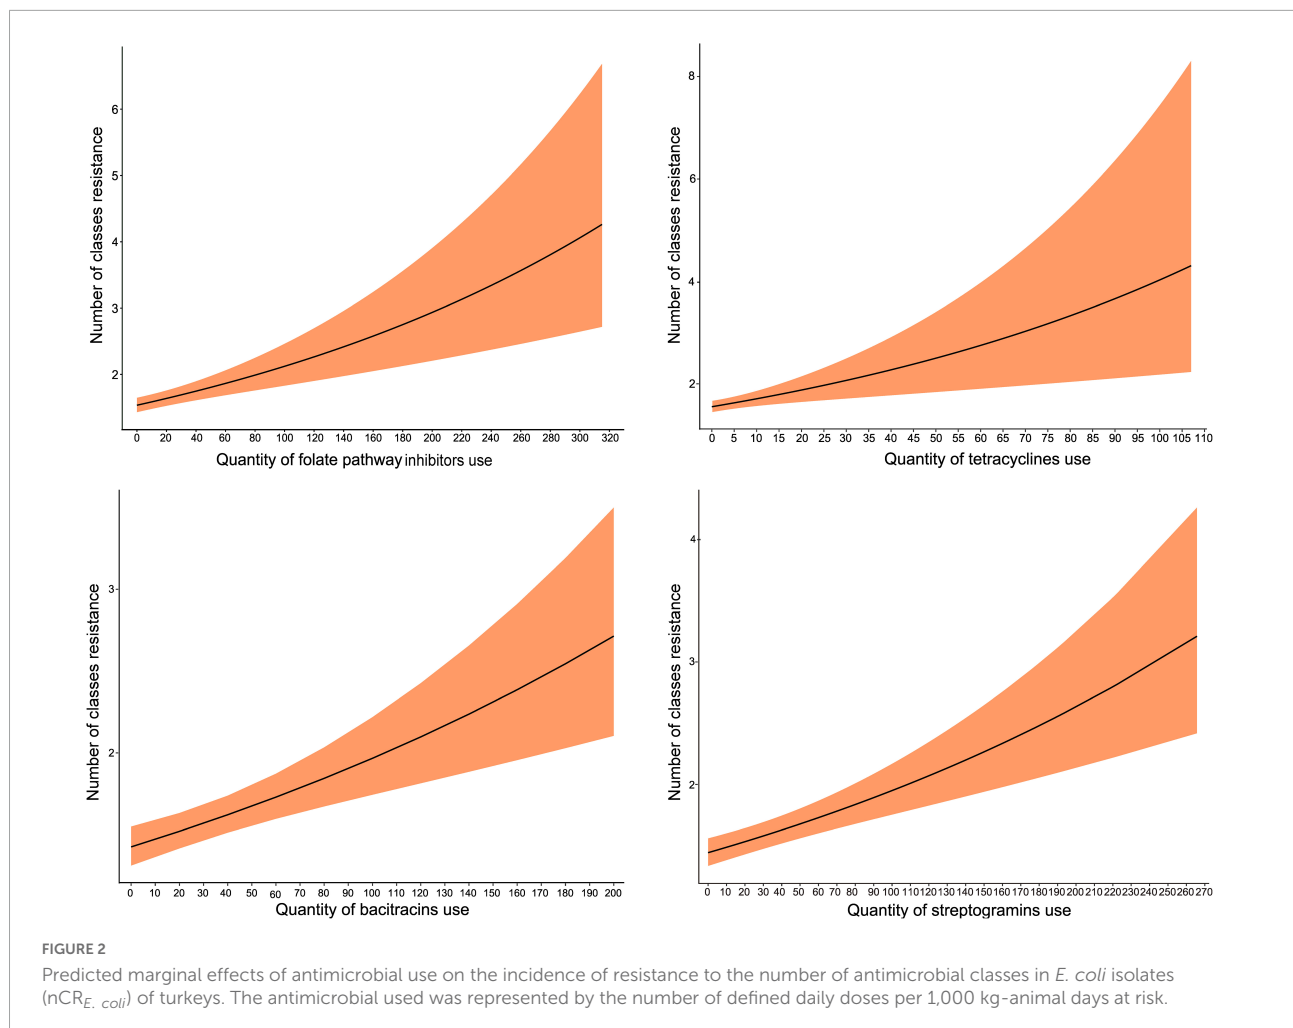 Number of classes resistance
6
5
4
3
2
0 20 40 60 80 100 120 140 160 180 200 220 240 260 280 300 320
Quantity of folate pathway inhibitors use
Number of classes resistance
8
6
4
2
0 5 10 15 20 25 30 35 40 45 50 55 60 65 70 75 80 85 90 95 100 105 110
Quantity of tetracyclines use
Number of classes resistance
3
2
0 10 20 30 40 50 60 70 80 90 100 110 120 130 140 150 160 170 180 190 200
Quantity of bacitracins use
Number of classes resistance
4
3
2
0 10 20 30 40 50 60 70 80 90 100 110 120 130 140 150 160 170 180 190 200 210 220 230 240 250 260 270
Quantity of streptogramins use
FIGURE 2
Predicted marginal effects of antimicrobial use on the incidence of resistance to the number of antimicrobial classes in E. coli isolates
(nCR_E. coli) of turkeys. The antimicrobial used was represented by the number of defined daily doses per 1,000 kg-animal days at risk.